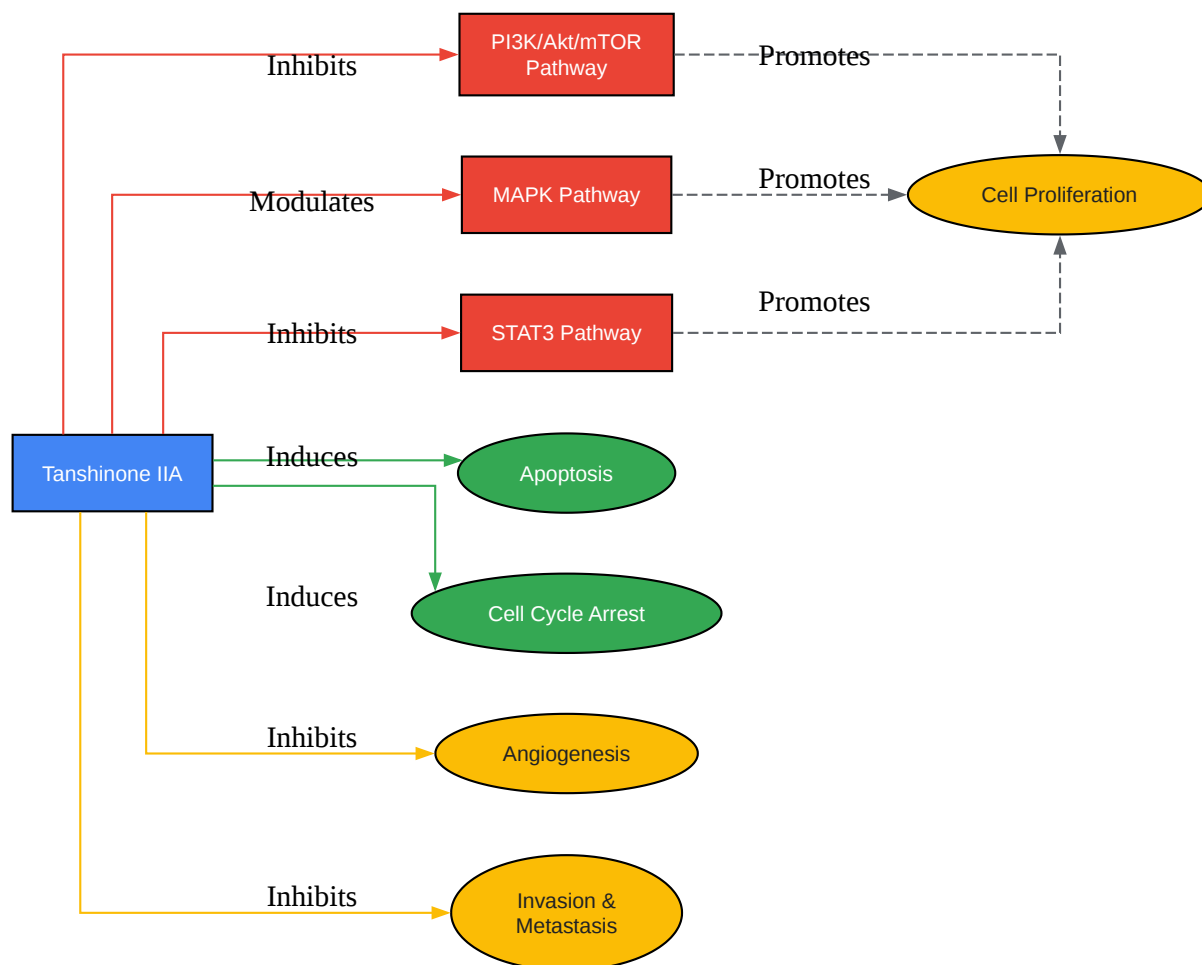 PI3K/Akt/mTOR
Pathway
Inhibits
Promotes
MAPK Pathway
Modulates
Promotes
Cell Proliferation
STAT3 Pathway
Inhibits
Promotes
Tanshinone IIA
Induces
Apoptosis
Induces
Cell Cycle Arrest
Inhibits
Angiogenesis
Inhibits
Invasion &
Metastasis